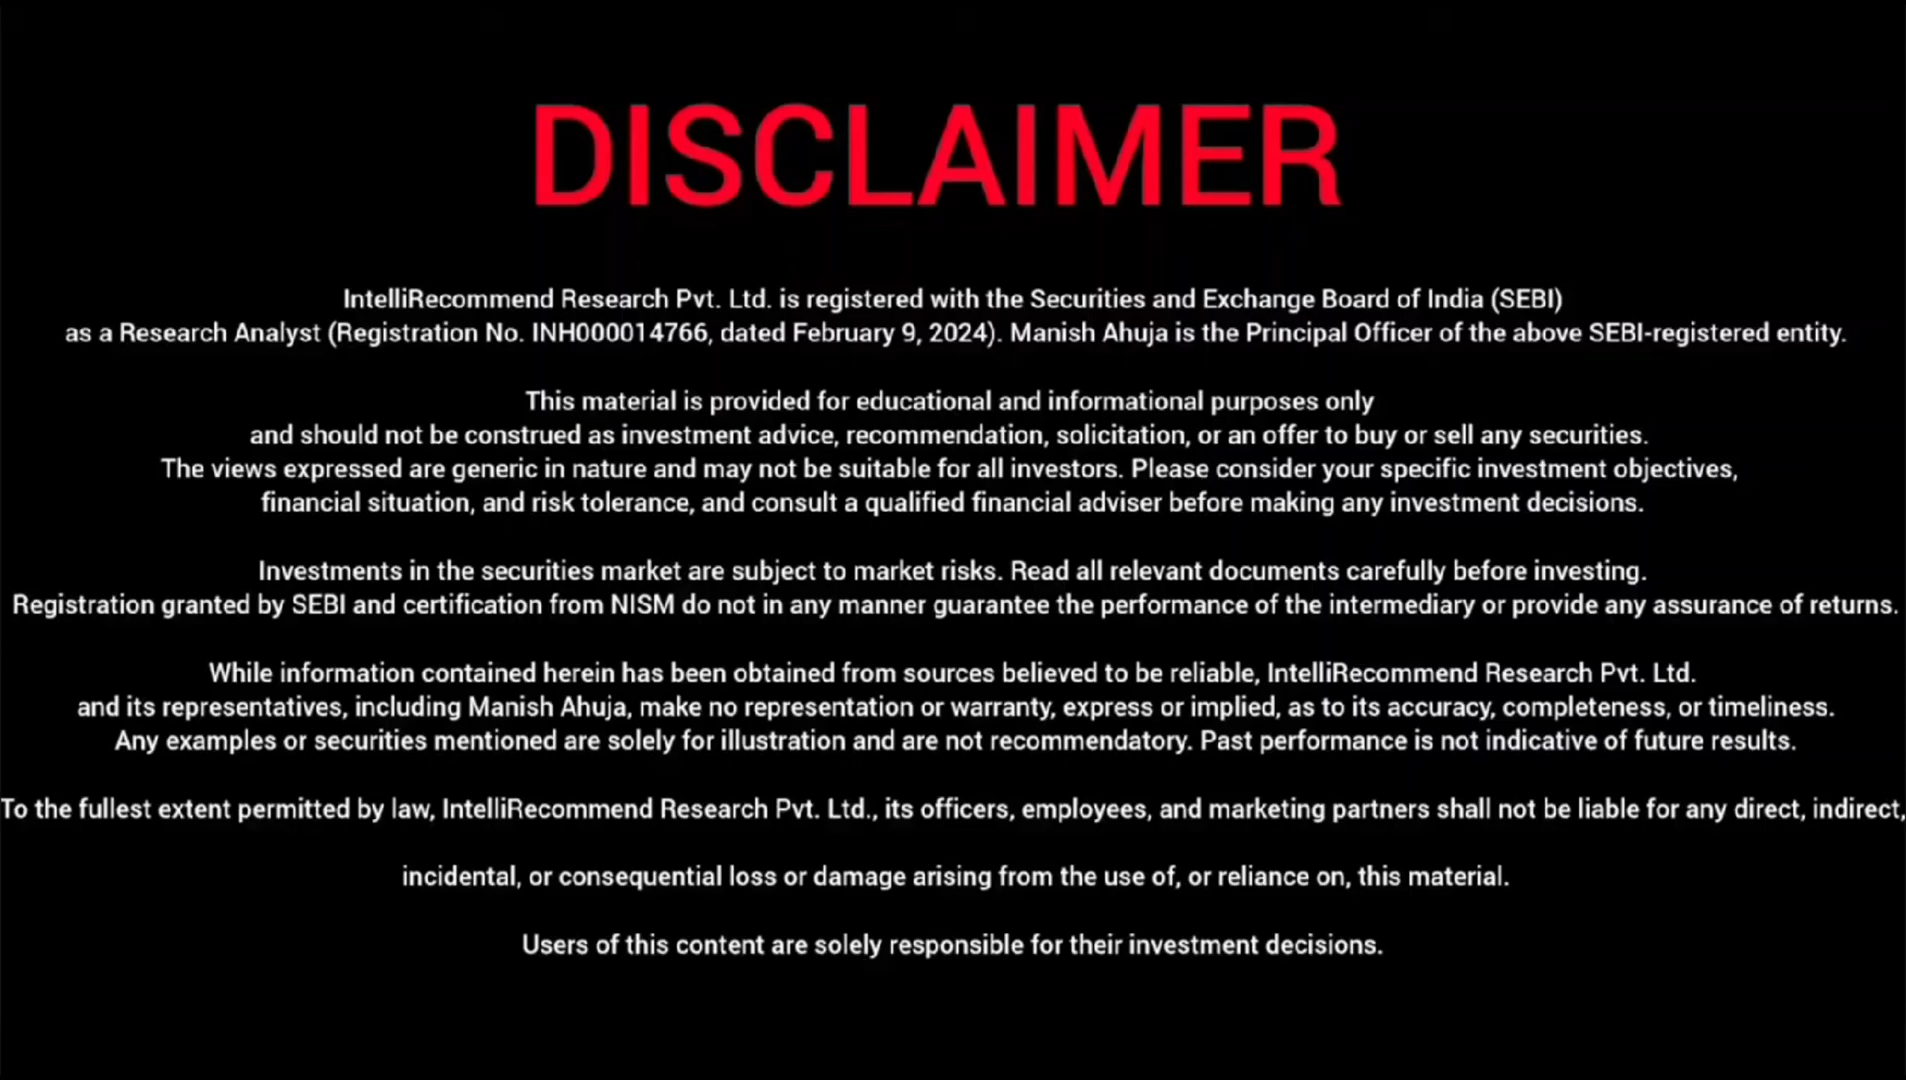 DISCLAIMER
IntelliRecommend Research Pvt. Ltd. is registered with the Securities and Exchange Board of India (SEBI)
as a Research Analyst (Registration No. INH000014766, dated February 9, 2024). Manish Ahuja is the Principal Officer of the above SEBI-registered entity.
This material is provided for educational and informational purposes only
and should not be construed as investment advice, recommendation, solicitation, or an offer to buy or sell any securities.
The views expressed are generic in nature and may not be suitable for all investors. Please consider your specific investment objectives,
financial situation, and risk tolerance, and consult a qualified financial adviser before making any investment decisions.
Investments in the securities market are subject to market risks. Read all relevant documents carefully before investing.
Registration granted by SEBI and certification from NISM do not in any manner guarantee the performance of the intermediary or provide any assurance of returns.
While information contained herein has been obtained from sources believed to be reliable, IntelliRecommend Research Pvt. Ltd.
and its representatives, including Manish Ahuja, make no representation or warranty, express or implied, as to its accuracy, completeness, or timeliness.
Any examples or securities mentioned are solely for illustration and are not recommendatory. Past performance is not indicative of future results.
To the fullest extent permitted by law, IntelliRecommend Research Pvt. Ltd., its officers, employees, and marketing partners shall not be liable for any direct, indirect,
incidental, or consequential loss or damage arising from the use of, or reliance on, this material.
Users of this content are solely responsible for their investment decisions.